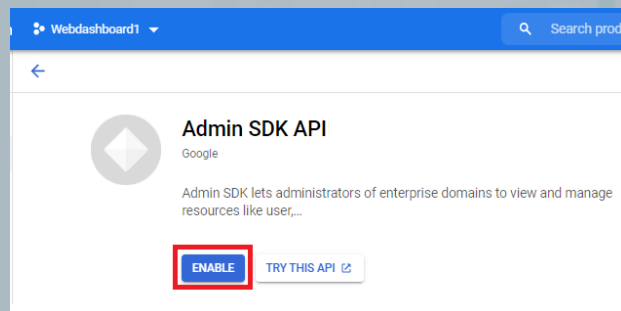 Webdashboard1
Search prod
Admin SDK API
Google
Admin SDK lets administrators of enterprise domains to view and manage
resources like user,...
ENABLE
TRY THIS API